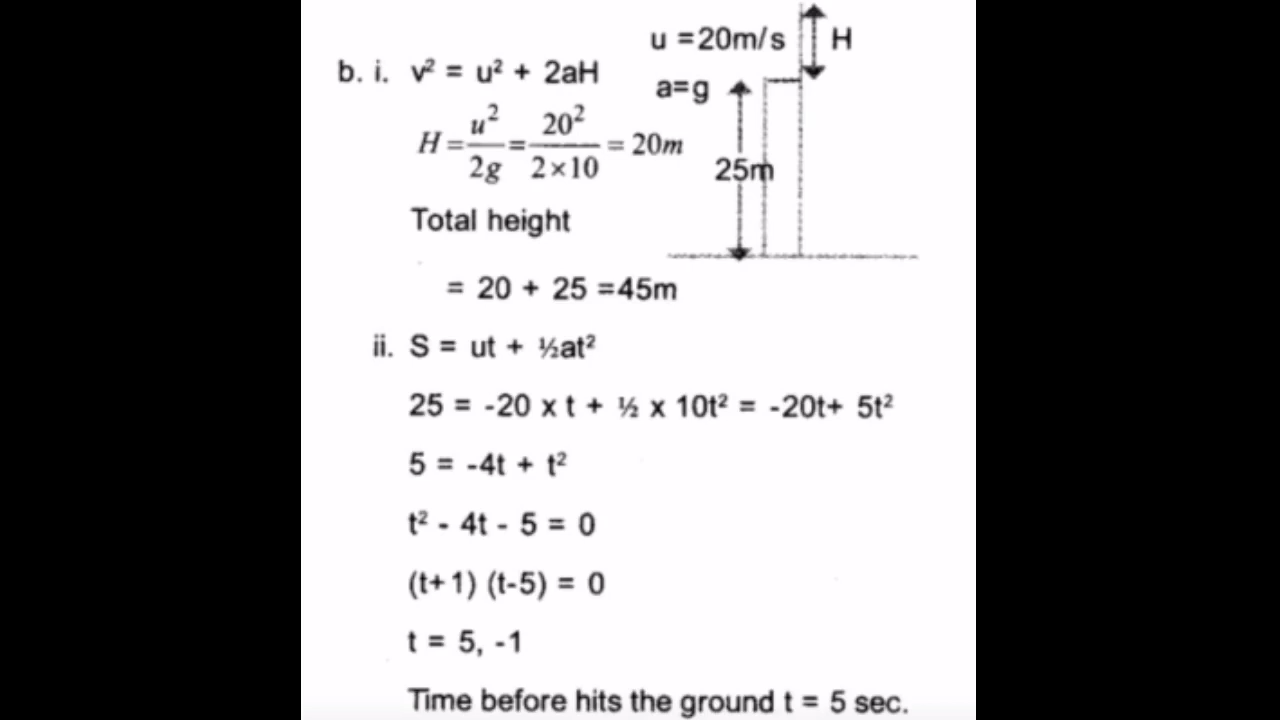 u =20m/s
H
b. i. v² = u² + 2aH
a=g
H = u²/2g = 20²/2×10 = 20m
25m
Total height
= 20 + 25 =45m
ii. S = ut + ½at²
25 = -20 x t + ½ x 10t² = -20t+ 5t²
5 = -4t + t²
t² - 4t - 5 = 0
(t+1) (t-5) = 0
t = 5, -1
Time before hits the ground t = 5 sec.